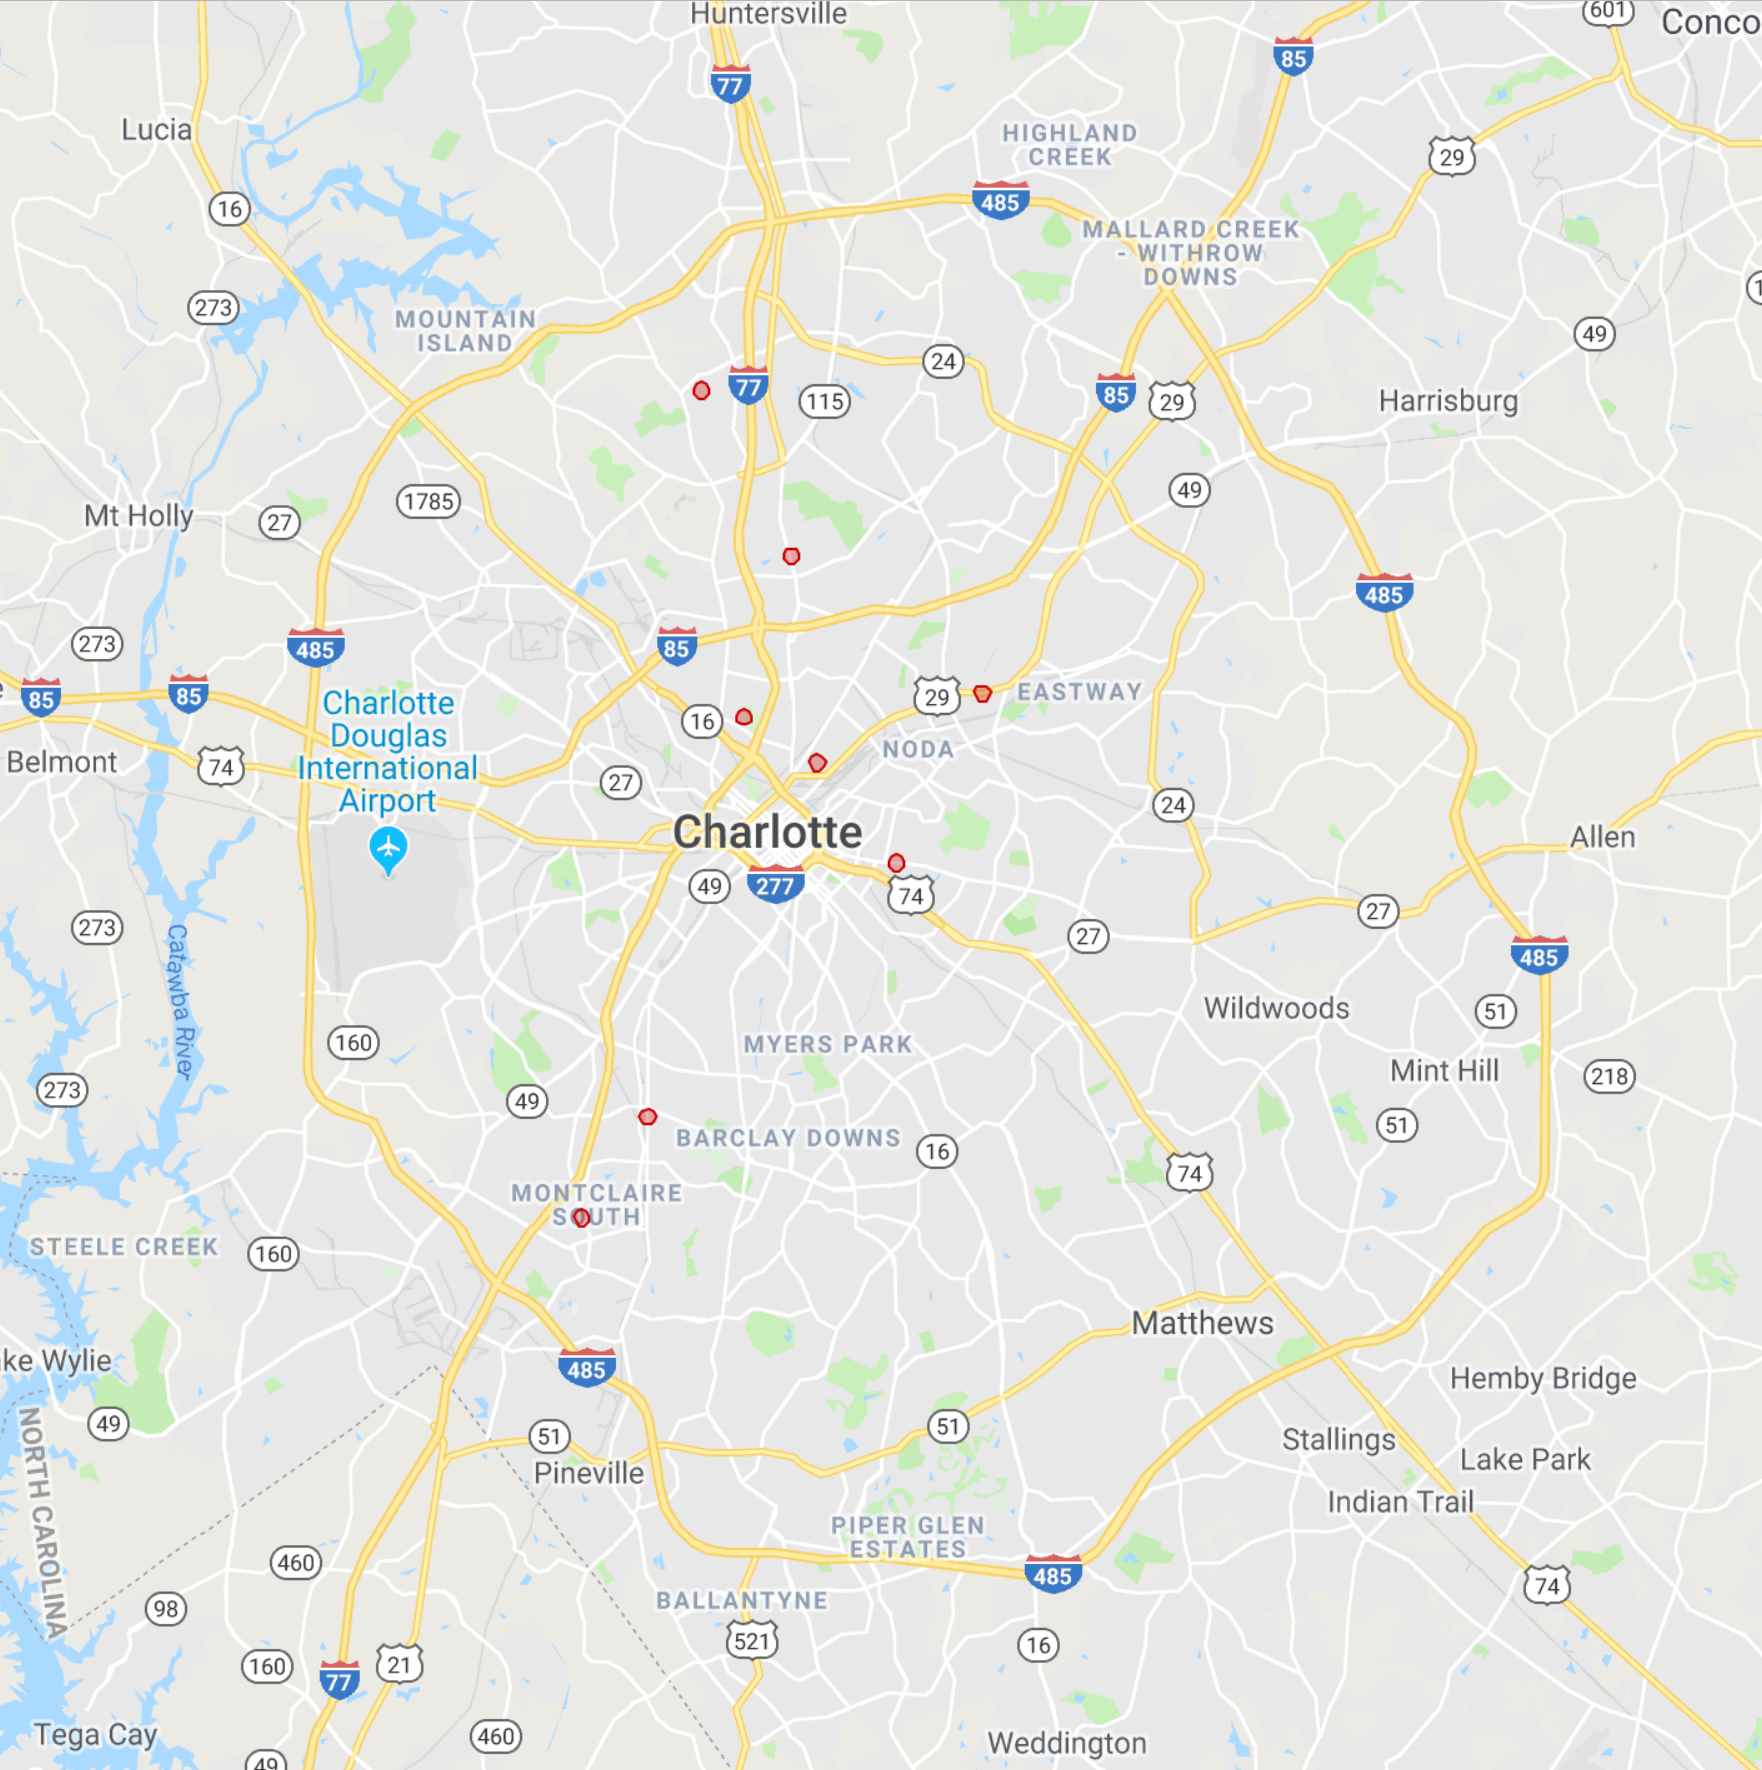 Huntersville
601
Conco
85
77
Lucia
HIGHLAND
CREEK
29
16
485
MALLARD CREEK
- WITHROW
DOWNS
273
MOUNTAIN
ISLAND
49
24
77
115
85
29
Harrisburg
1785
49
Mt Holly
27
485
273
485
85
85
85
Charlotte
Douglas
International
Airport
16
29
EASTWAY
NODA
Belmont
74
27
24
Charlotte
Allen
49
277
74
27
27
273
485
Catawba River
Wildwoods
51
160
MYERS PARK
Mint Hill
218
273
49
51
BARCLAY DOWNS
16
74
MONTCLAIRE
SOUTH
STEELE CREEK
160
Matthews
ke Wylie
485
Hemby Bridge
49
51
51
Stallings
Lake Park
Pineville
NORTH CAROLINA
Indian Trail
PIPER GLEN
ESTATES
460
485
74
98
BALLANTYNE
521
16
160
21
77
Tega Cay
460
Weddington
49